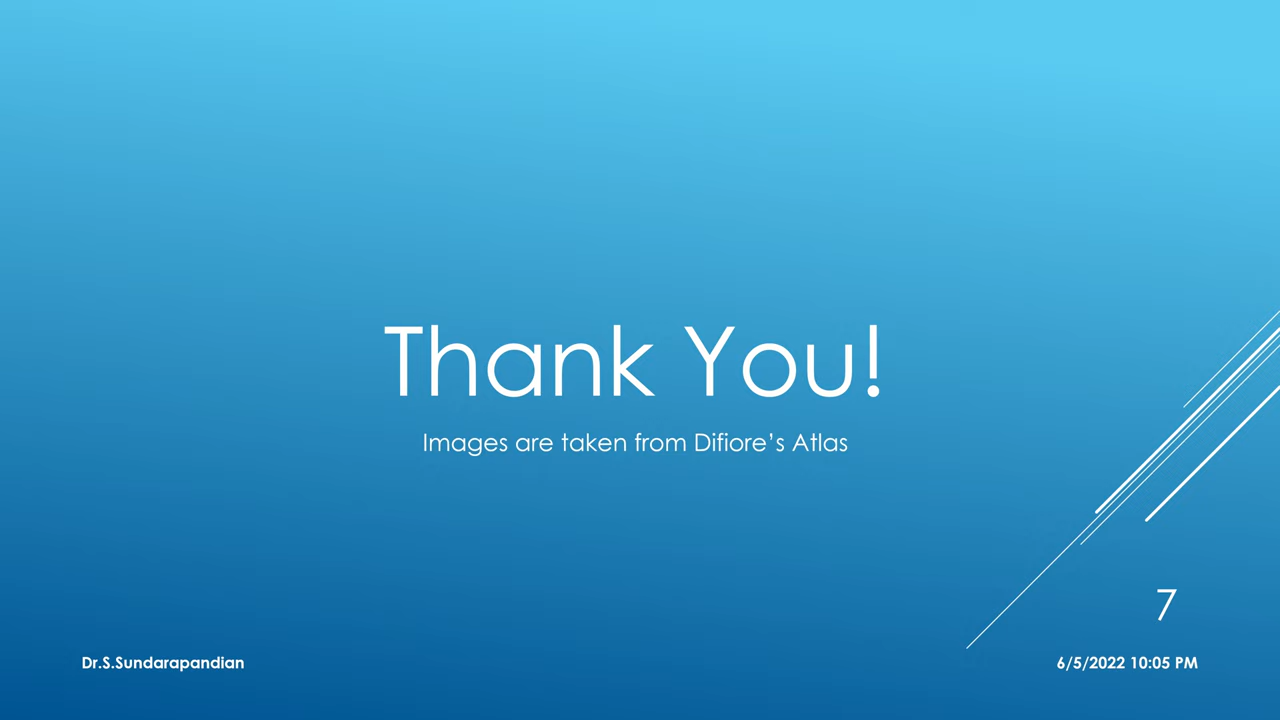 Thank You!
Images are taken from Difiore’s Atlas
7
Dr.S.Sundarapandian
6/5/2022 10:05 PM